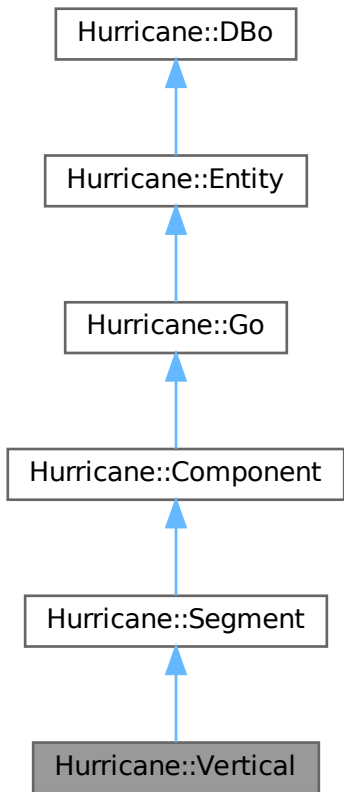 Hurricane::DBo
Hurricane::Entity
Hurricane::Go
Hurricane::Component
Hurricane::Segment
Hurricane::Vertical